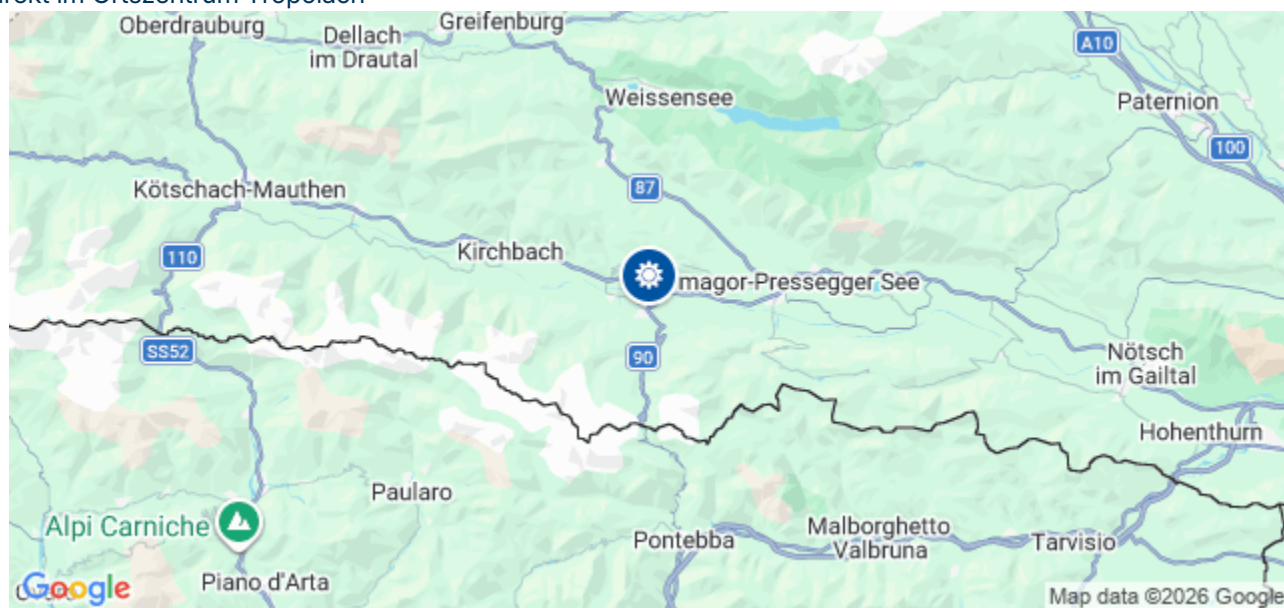 Oberdrauburg
Dellach
im Drautal
Greifenburg
A10
Weissensee
Paternion
100
87
Kötschach-Mauthen
110
Kirchbach
magor-Pressegger See
SS52
90
Nötsch
im Gailtal
Hohenthurn
Paularo
Alpi Carniche
Pontebba
Malborghetto
Valbruna
Tarvisio
Piano d'Arta
Google
Map data ©2026 Google